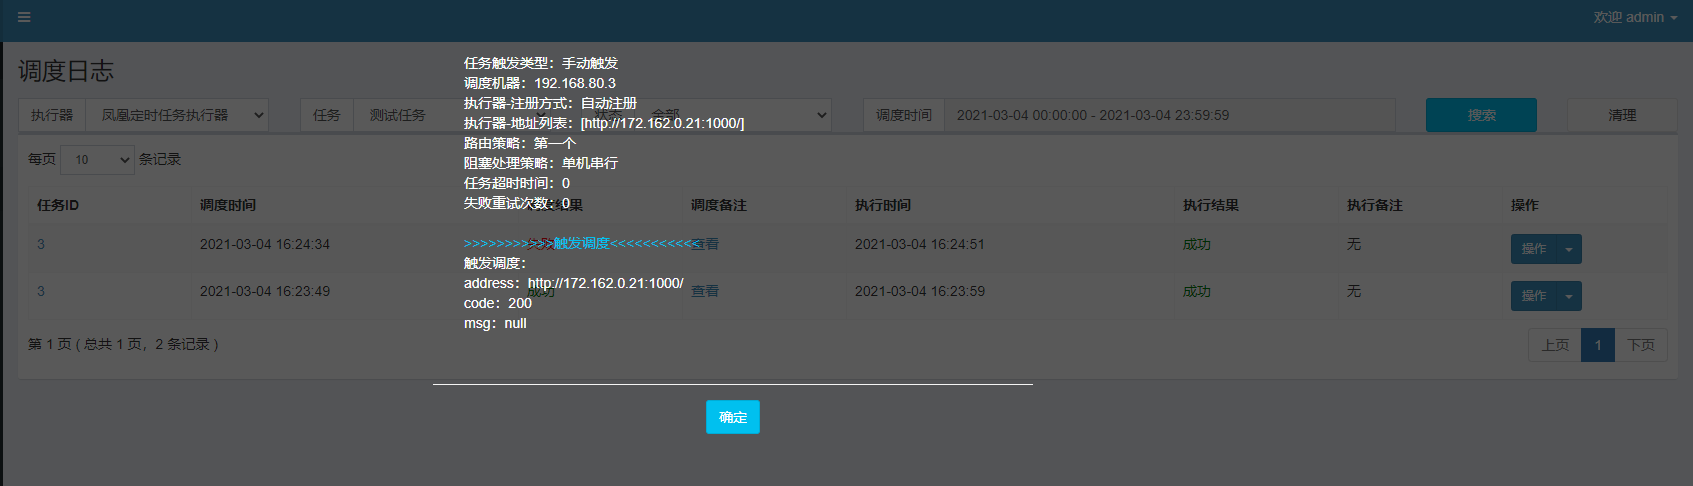 欢迎 admin
调度日志
任务触发类型：手动触发
调度机器：192.168.80.3
执行器-注册方式：自动注册
执行器-地址列表：[http://172.162.0.21:1000/]
路由策略：第一个
阻塞处理策略：单机串行
任务超时时间：0
失败重试次数：0
>>>>>>>>>>>触发调度<<<<<<<<<<<
触发调度：
address：http://172.162.0.21:1000/
code：200
msg：null
确定
执行器 凤凰定时任务执行器 任务 测试任务 全部 调度时间 2021-03-04 00:00:00 - 2021-03-04 23:59:59 搜索 清理
每页 10 条记录
任务ID 调度时间 调度备注 执行时间 执行结果 执行备注 操作
3 2021-03-04 16:24:34 查看 2021-03-04 16:24:51 成功 无 操作
3 2021-03-04 16:23:49 成功 查看 2021-03-04 16:23:59 成功 无 操作
第 1 页 ( 总共 1 页，2 条记录 ) 上页 1 下页